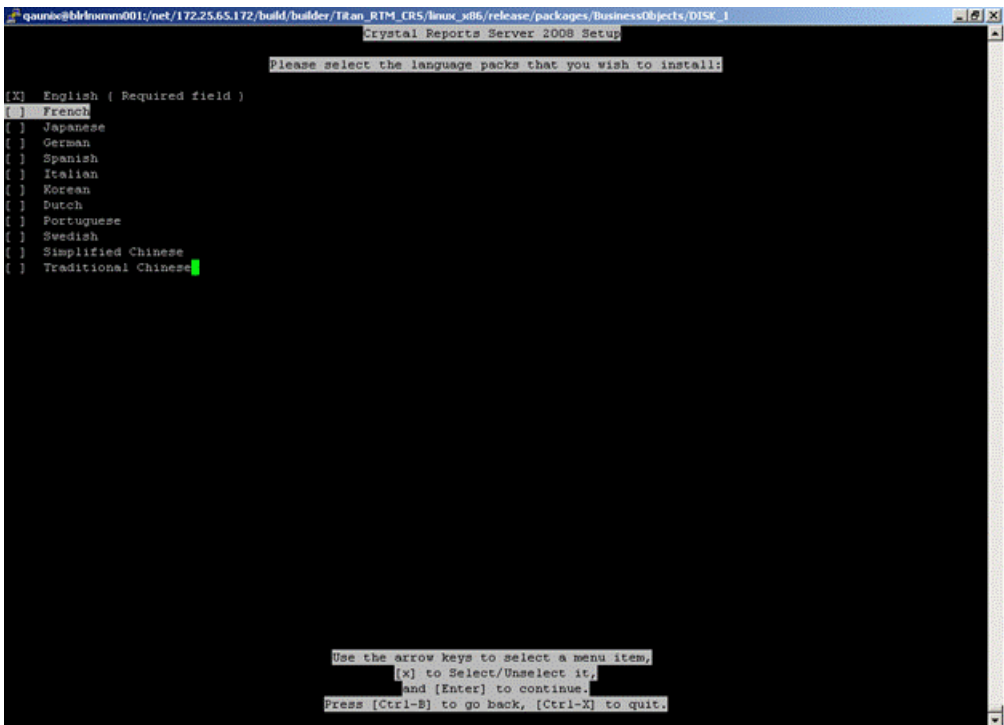 qaunix@blrlnxmm001:/net/172.25.65.172/build/builder/Titan_RTM_CRS/linux_x86/release/packages/BusinessObjects/DISK_1
Crystal Reports Server 2008 Setup
Please select the language packs that you wish to install:
[X] English ( Required field )
[ ] French
[ ] Japanese
[ ] German
[ ] Spanish
[ ] Italian
[ ] Korean
[ ] Dutch
[ ] Portuguese
[ ] Swedish
[ ] Simplified Chinese
[ ] Traditional Chinese
Use the arrow keys to select a menu item,
[x] to Select/Unselect it,
and [Enter] to continue.
Press [Ctrl-B] to go back, [Ctrl-X] to quit.